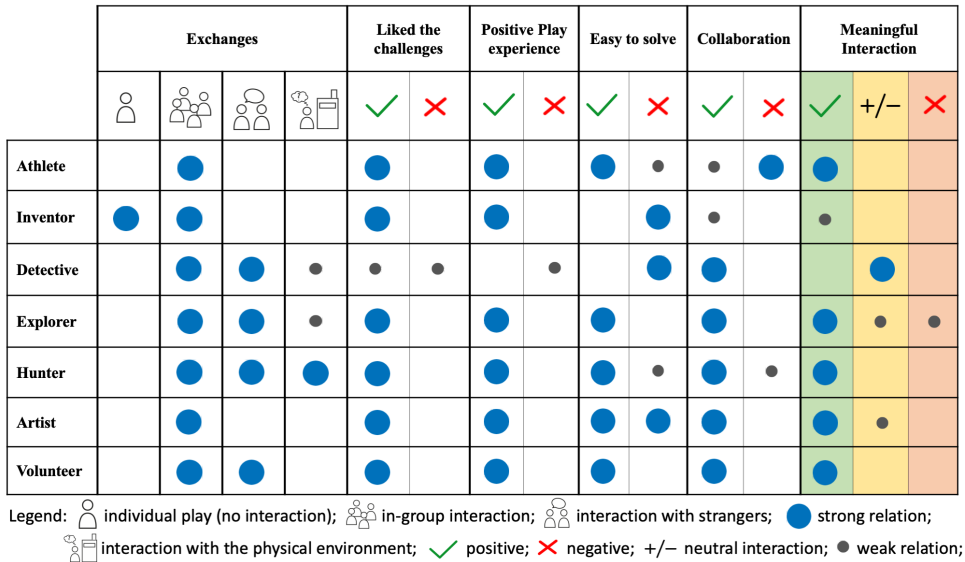 Exchanges
Liked the challenges
Positive Play experience
Easy to solve
Collaboration
Meaningful Interaction
+/–
Athlete
Inventor
Detective
Explorer
Hunter
Artist
Volunteer
Legend: individual play (no interaction); in-group interaction; interaction with strangers; strong relation;
interaction with the physical environment; positive; negative; +/– neutral interaction; weak relation;